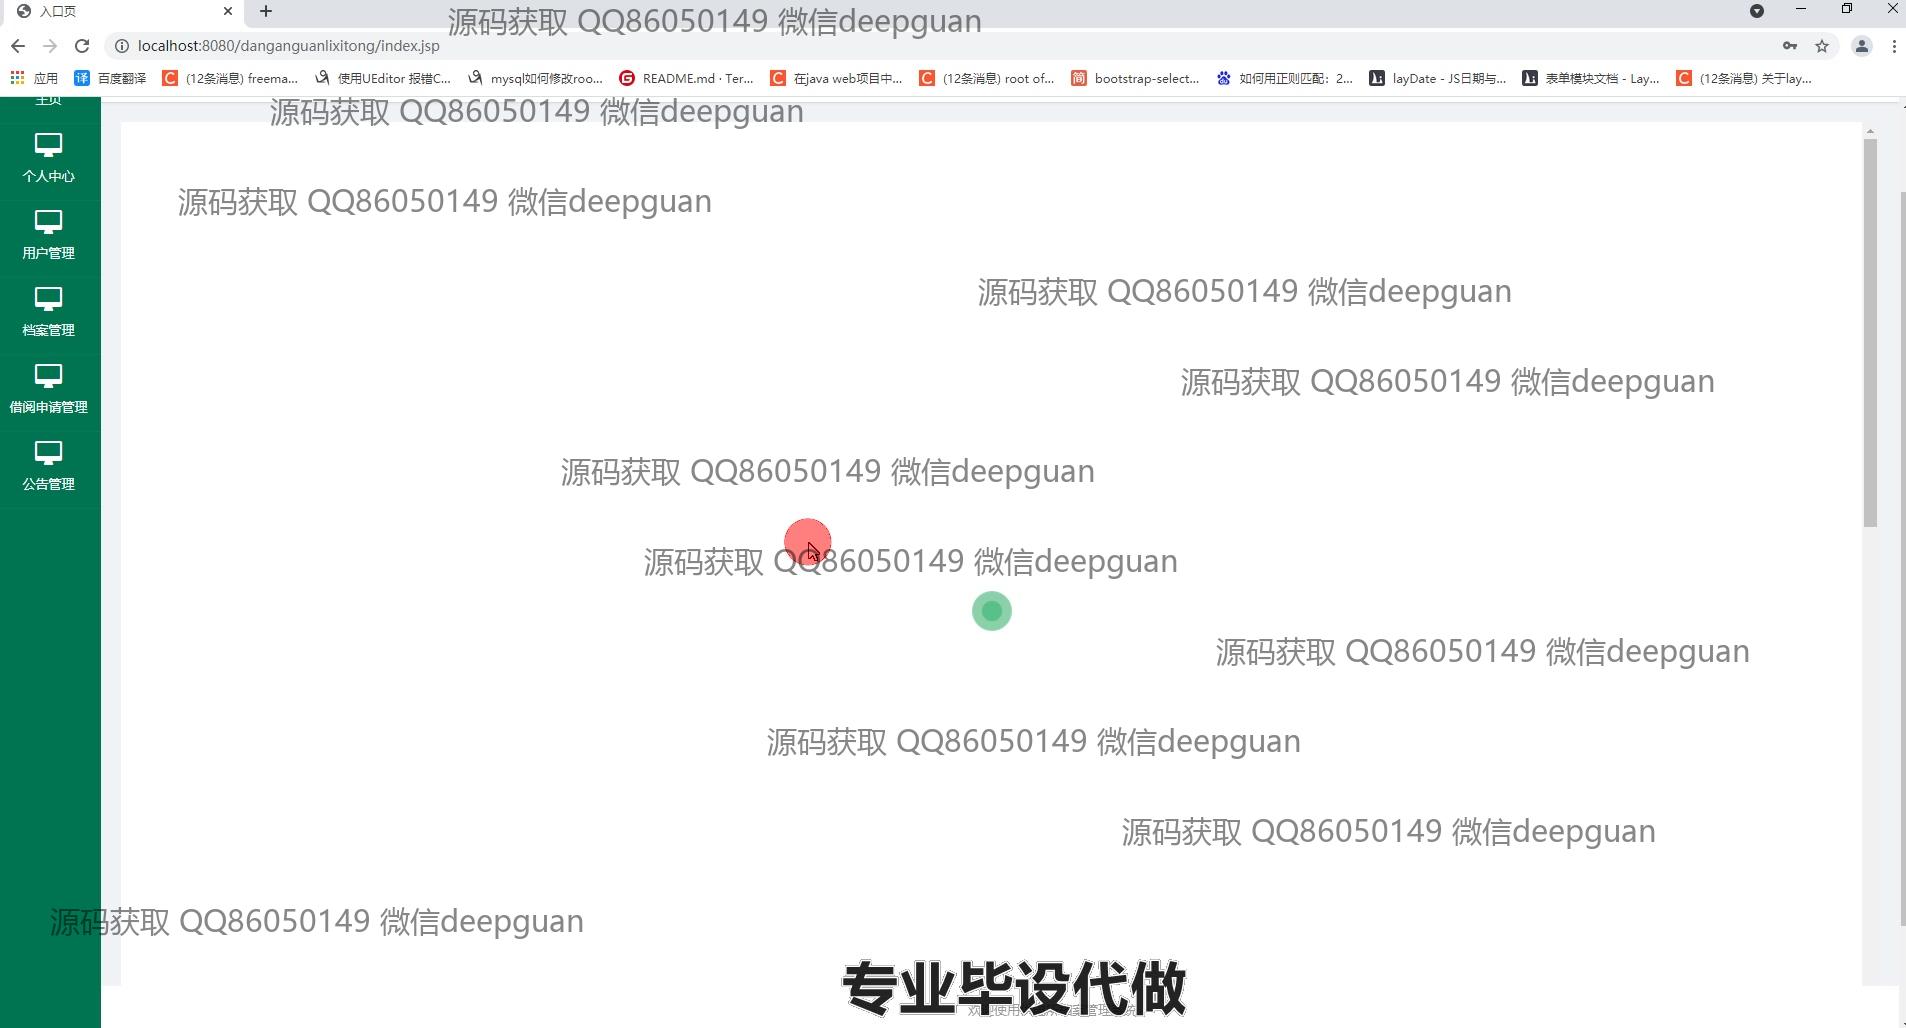 入口页
源码获取 QQ86050149 微信deepguan
localhost:8080/danganguanlixitong/index.jsp
应用 百度翻译 (12条消息) freema... 使用UEditor 报错C... mysql如何修改roo... README.md · Ter... 在java web项目中... (12条消息) root of... bootstrap-select... 如何用正则匹配：2... layDate - JS日期与... 表单模块文档 - Lay... (12条消息) 关于lay...
主页
源码获取 QQ86050149 微信deepguan
个人中心
源码获取 QQ86050149 微信deepguan
用户管理
源码获取 QQ86050149 微信deepguan
档案管理
源码获取 QQ86050149 微信deepguan
借阅申请管理
源码获取 QQ86050149 微信deepguan
公告管理
源码获取 QQ86050149 微信deepguan
源码获取 QQ86050149 微信deepguan
源码获取 QQ86050149 微信deepguan
源码获取 QQ86050149 微信deepguan
源码获取 QQ86050149 微信deepguan
专业毕设代做